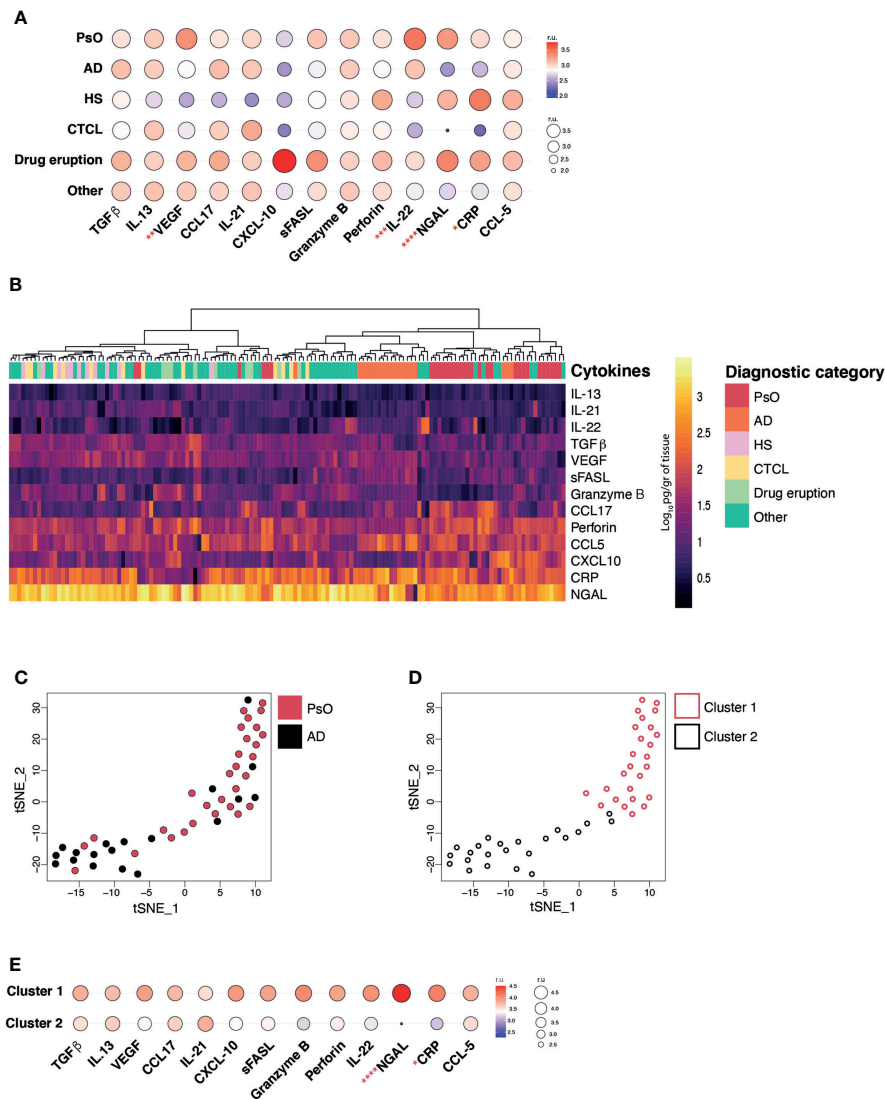 A
PsO
AD
HS
CTCL
Drug eruption
Other
TGFβ
IL.13
**VEGF
CCL17
IL-21
CXCL-10
sFASL
Granzyme B
Perforin
***IL-22
****NGAL
*CRP
CCL-5
r.u.
3.5
3.0
2.5
2.0
r.u.
3.5
3.0
2.5
2.0
B
Cytokines
IL-13
IL-21
IL-22
TGFβ
VEGF
sFASL
Granzyme B
CCL17
Perforin
CCL5
CXCL10
CRP
NGAL
3
2.5
2
1.5
1
0.5
Log10 pg/gr of tissue
Diagnostic category
PsO
AD
HS
CTCL
Drug eruption
Other
C
tSNE_2
30
20
10
0
−10
−20
−15
−10
−5
0
5
10
tSNE_1
PsO
AD
D
tSNE_2
30
20
10
0
−10
−20
−15
−10
−5
0
5
10
tSNE_1
Cluster 1
Cluster 2
E
Cluster 1
Cluster 2
TGFβ
IL.13
VEGF
CCL17
IL-21
CXCL-10
sFASL
Granzyme B
Perforin
IL-22
****NGAL
*CRP
CCL-5
r.u.
4.5
4.0
3.5
3.0
2.5
r.u
4.5
4.0
3.5
3.0
2.5